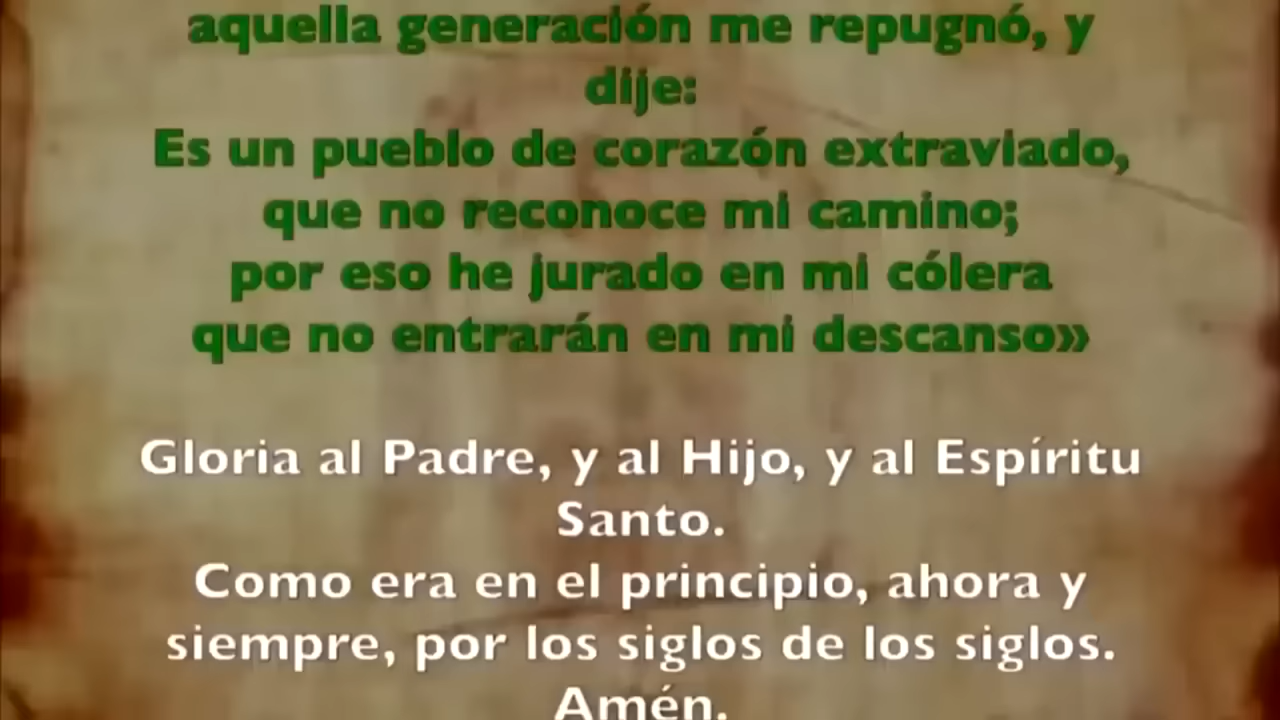 aquella generación me repugnó, y
dije:
Es un pueblo de corazón extraviado,
que no reconoce mi camino;
por eso he jurado en mi cólera
que no entrarán en mi descanso»
Gloria al Padre, y al Hijo, y al Espíritu
Santo.
Como era en el principio, ahora y
siempre, por los siglos de los siglos.
Amén.